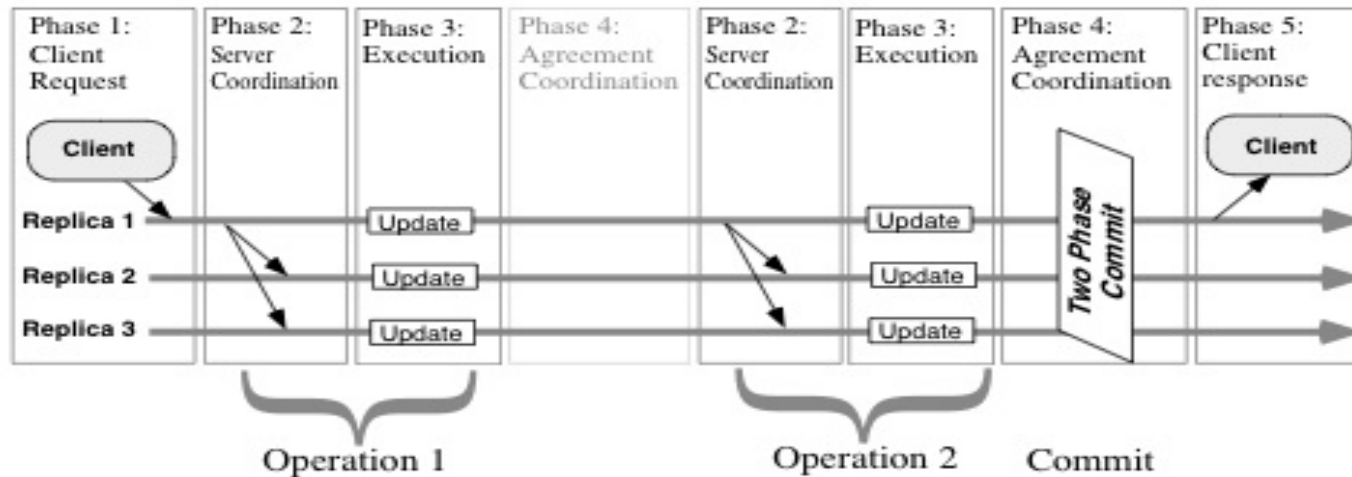 Phase 1:
Client
Request
Phase 2:
Server
Coordination
Phase 3:
Execution
Phase 4:
Agreement
Coordination
Phase 2:
Server
Coordination
Phase 3:
Execution
Phase 4:
Agreement
Coordination
Phase 5:
Client
response
Client
Client
Replica 1
Update
Update
Replica 2
Update
Update
Replica 3
Update
Update
Two Phase
Commit
Operation 1
Operation 2
Commit